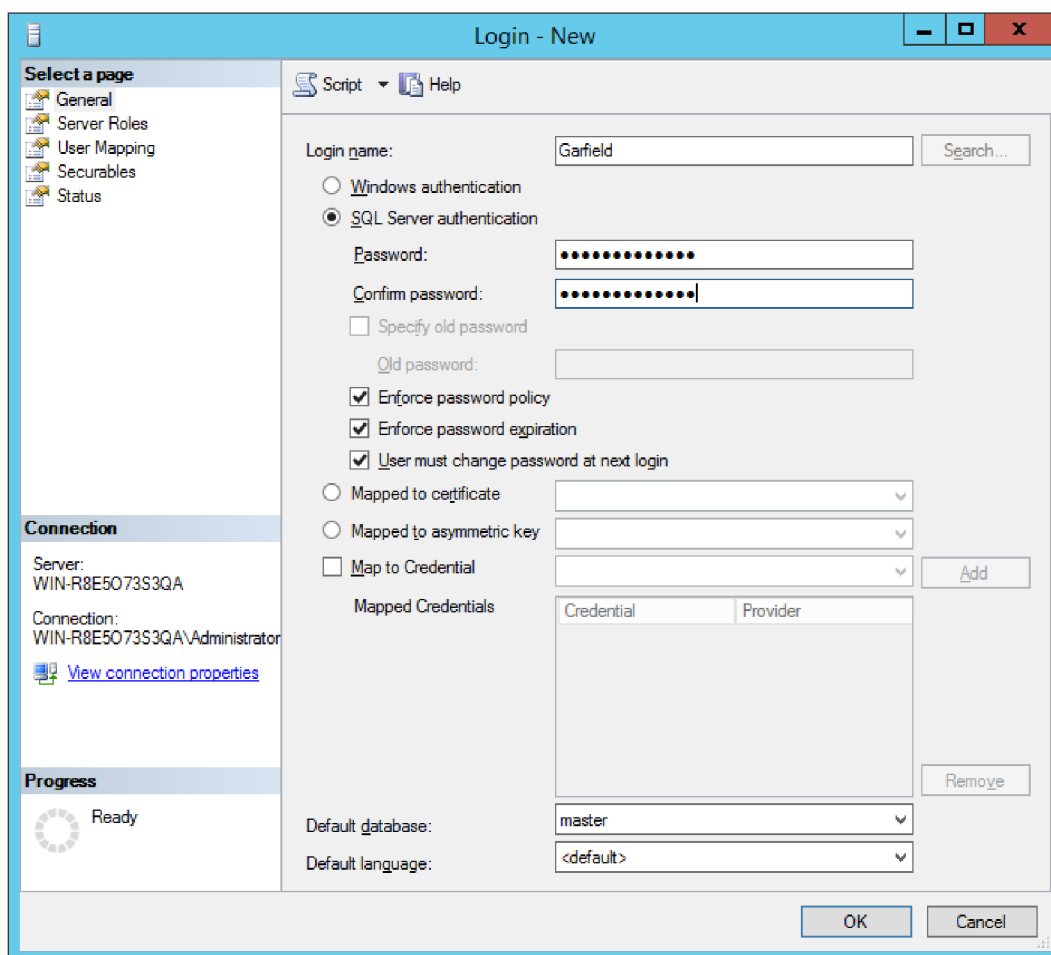 Login - New
x
Select a page
General
Server Roles
User Mapping
Securables
Status
Script Help
Login name: Garfield Search...
Windows authentication
SQL Server authentication
Password: ●●●●●●●●●●●●●
Confirm password: ●●●●●●●●●●●●●
Specify old password
Old password:
Enforce password policy
Enforce password expiration
User must change password at next login
Mapped to certificate
Mapped to asymmetric key
Map to Credential Add
Mapped Credentials Credential Provider
Remove
Default database: master
Default language: <default>
Connection
Server:
WIN-R8E5O73S3QA
Connection:
WIN-R8E5O73S3QA\Administrator
View connection properties
Progress
Ready
OK Cancel